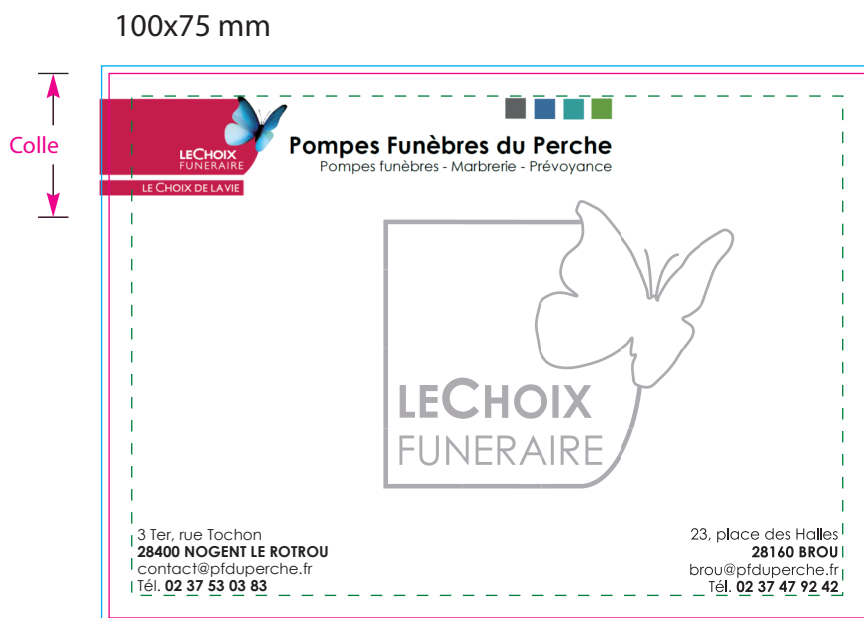 100x75 mm
Colle
LECHOIX
FUNERAIRE
LE CHOIX DE LA VIE
Pompes Funèbres du Perche
Pompes funèbres - Marbrerie - Prévoyance
LECHOIX
FUNERAIRE
3 Ter, rue Tochon
28400 NOGENT LE ROTROU
contact@pfduperche.fr
Tél. 02 37 53 03 83
23, place des Halles
28160 BROU
brou@pfduperche.fr
Tél. 02 37 47 92 42